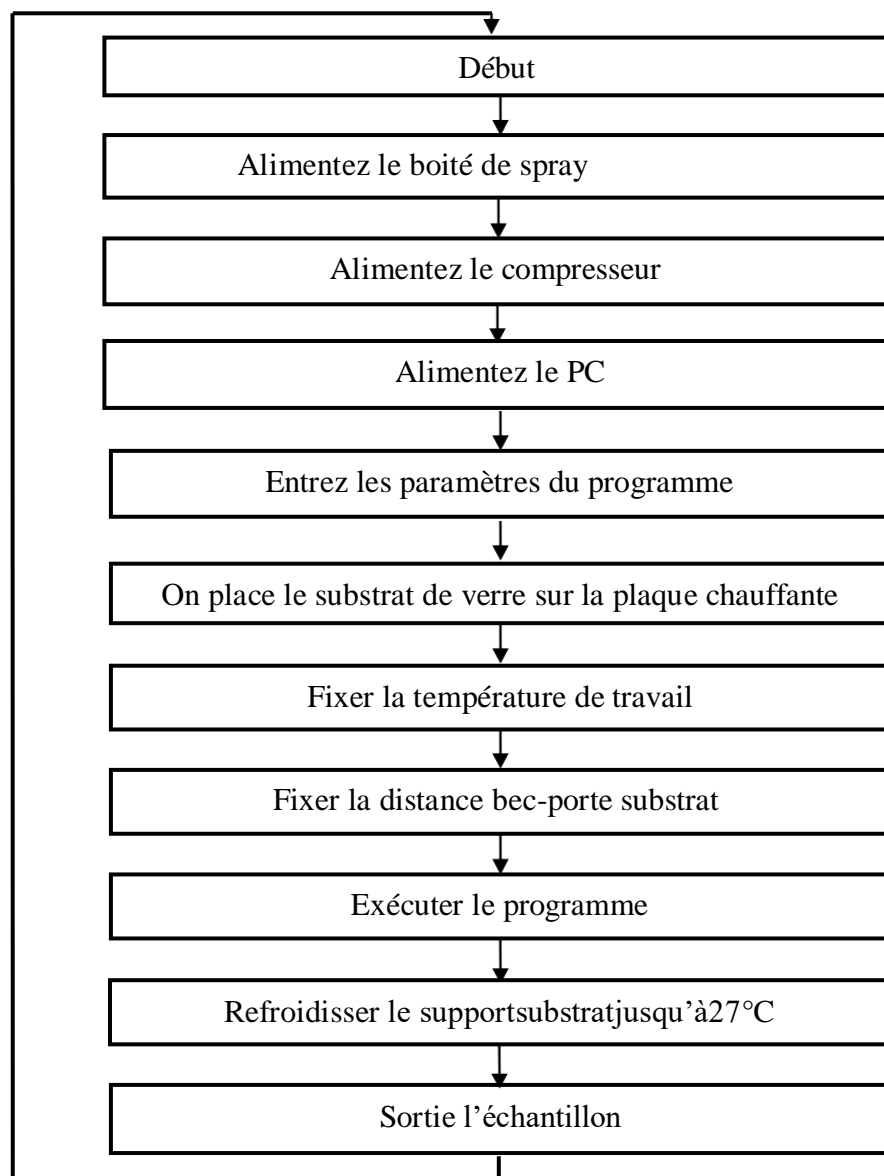 Début
Alimentez le boité de spray
Alimentez le compresseur
Alimentez le PC
Entrez les paramètres du programme
On place le substrat de verre sur la plaque chauffante
Fixer la température de travail
Fixer la distance bec-porte substrat
Exécuter le programme
Refroidisser le supportsubstratjusqu’à27°C
Sortie l’échantillon